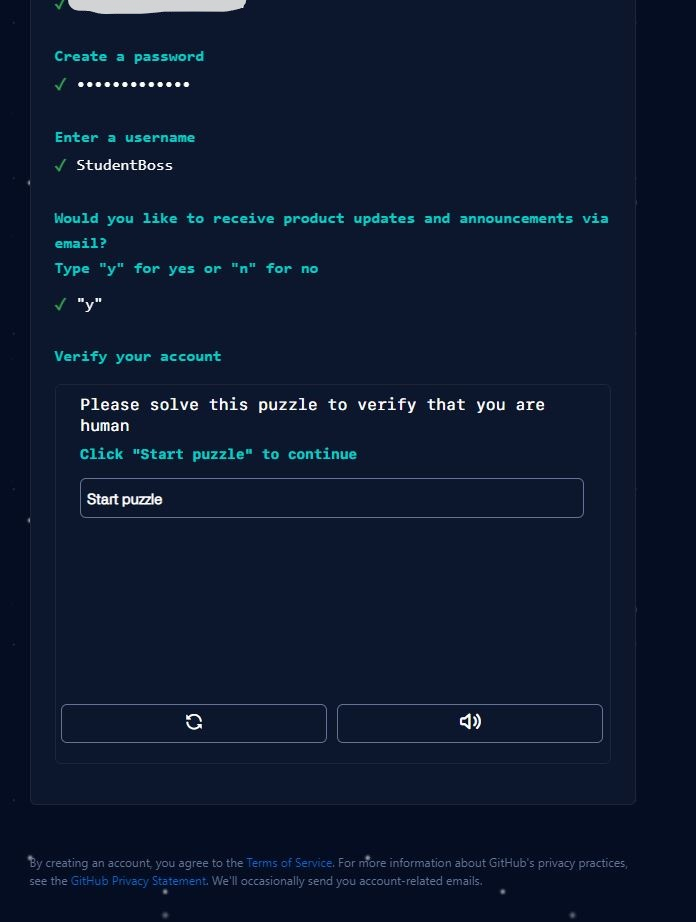 Create a password
✓ •••••••••••••
Enter a username
✓ StudentBoss
Would you like to receive product updates and announcements via
email?
Type "y" for yes or "n" for no
✓ "y"
Verify your account
Please solve this puzzle to verify that you are
human
Click "Start puzzle" to continue
Start puzzle
By creating an account, you agree to the Terms of Service. For more information about GitHub's privacy practices,
see the GitHub Privacy Statement. We'll occasionally send you account-related emails.